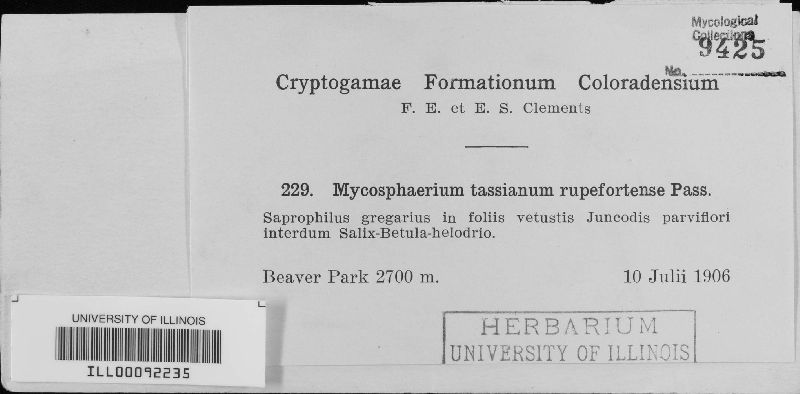 Mycological
Collections
No. 9425
Cryptogamae Formationum Coloradensium
F. E. et E. S. Clements
229. Mycosphaerium tassianum rupefortense Pass.
Saprophilus gregarius in foliis vetustis Juncodis parviflori
interdum Salix-Betula-helodrio.
Beaver Park 2700 m. 10 Julii 1906
HERBARIUM
UNIVERSITY OF ILLINOIS
UNIVERSITY OF ILLINOIS
ILL00092235